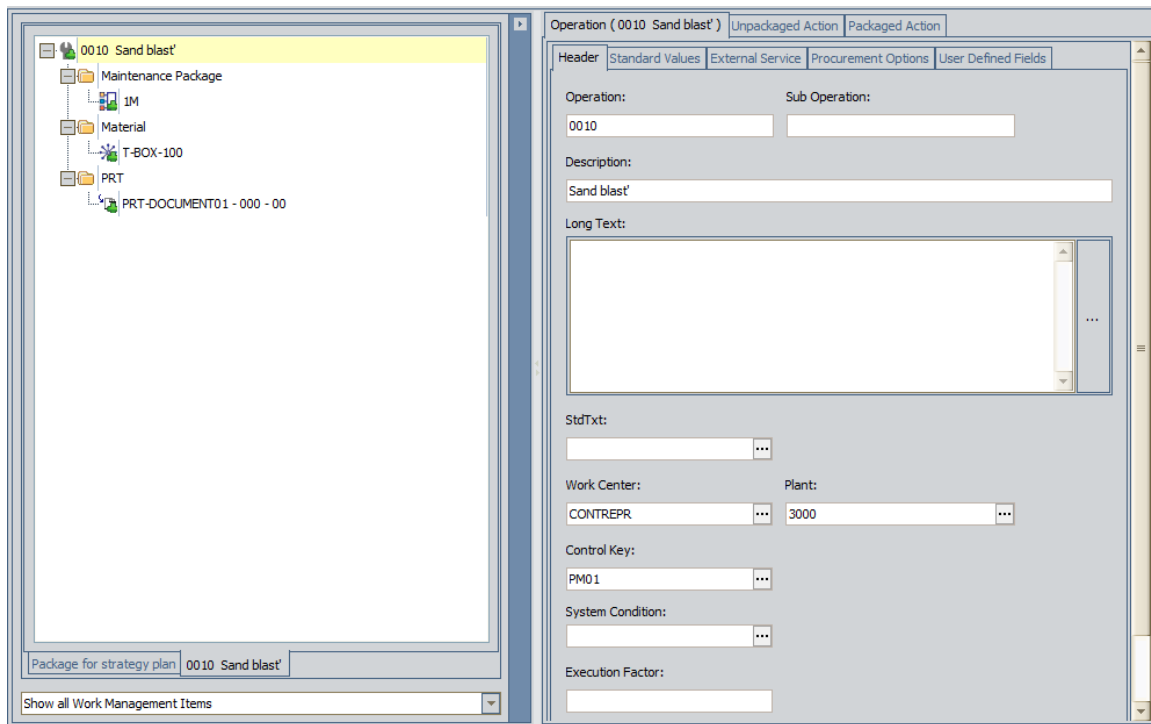 0010 Sand blast'
Maintenance Package
1M
Material
T-BOX-100
PRT
PRT-DOCUMENT01 - 000 - 00
Package for strategy plan 0010 Sand blast'
Show all Work Management Items
Operation ( 0010 Sand blast' ) Unpackaged Action Packaged Action
Header Standard Values External Service Procurement Options User Defined Fields
Operation: Sub Operation:
0010
Description:
Sand blast'
Long Text:
...
StdTxt:
...
Work Center: Plant:
CONTREPR ... 3000 ...
Control Key:
PM01 ...
System Condition:
...
Execution Factor: